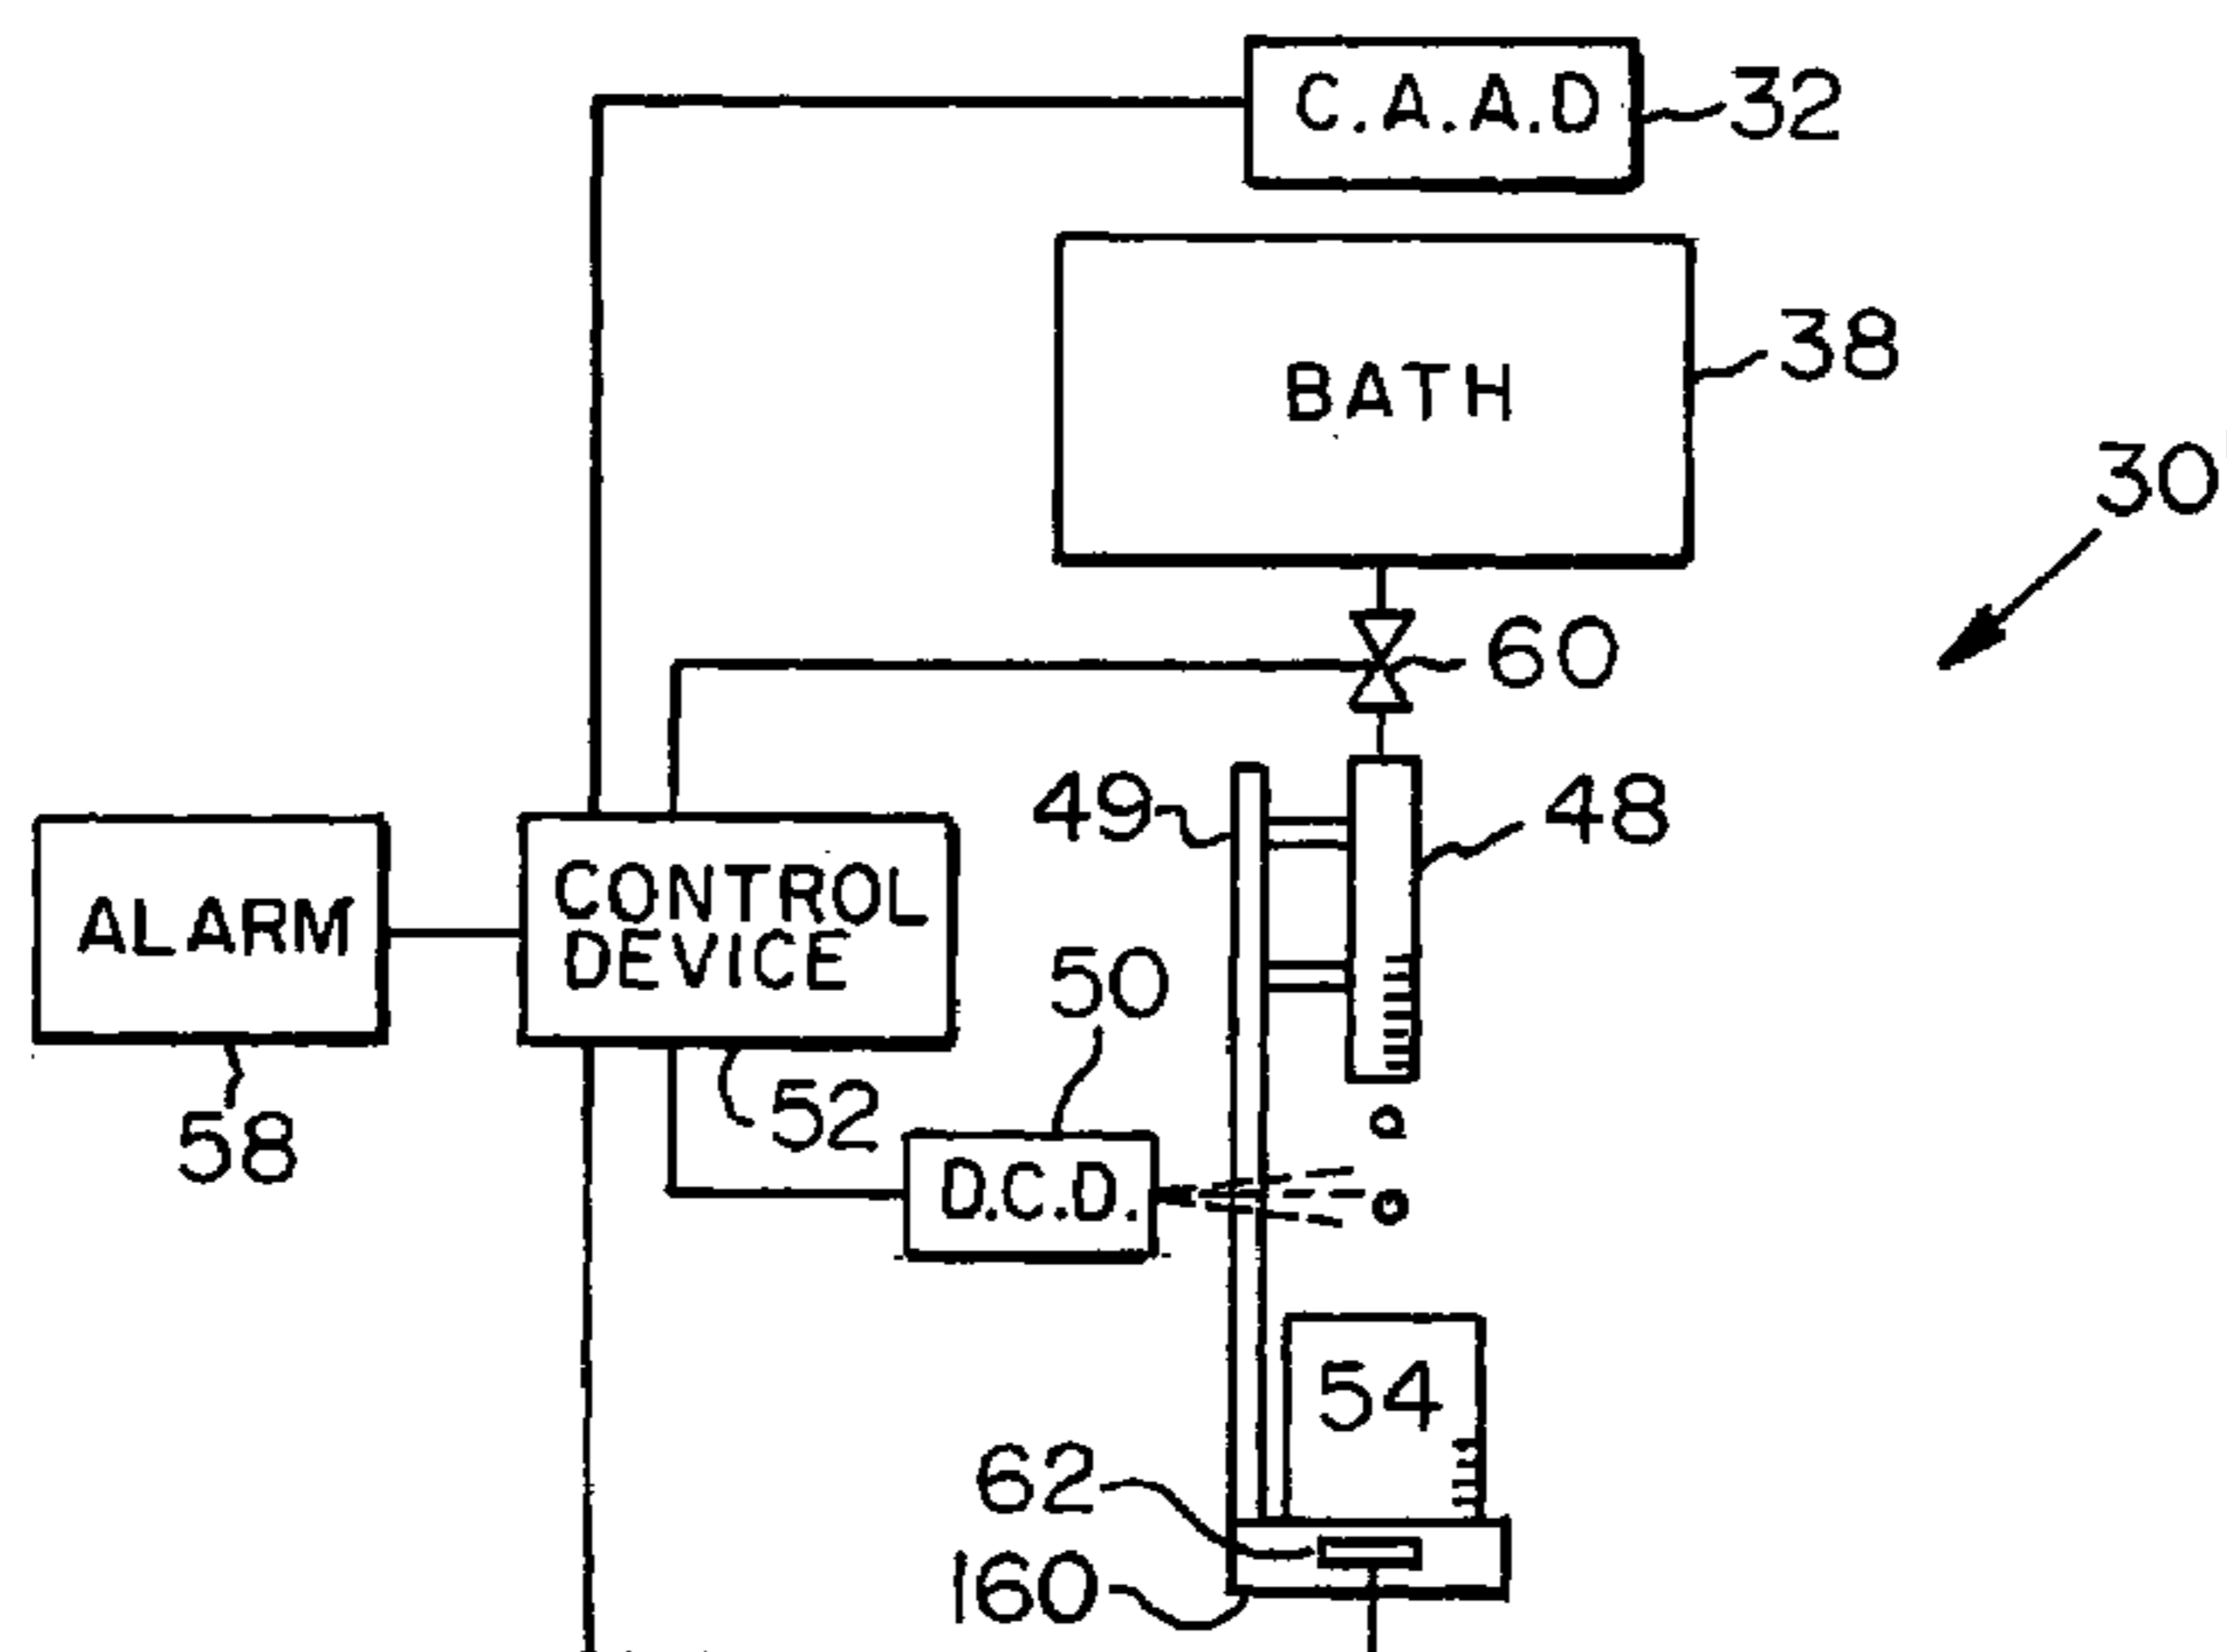 C.A.A.D
32
BATH
38
30'
60
49
48
ALARM
CONTROL
DEVICE
50
52
58
D.C.D.
54
62
160